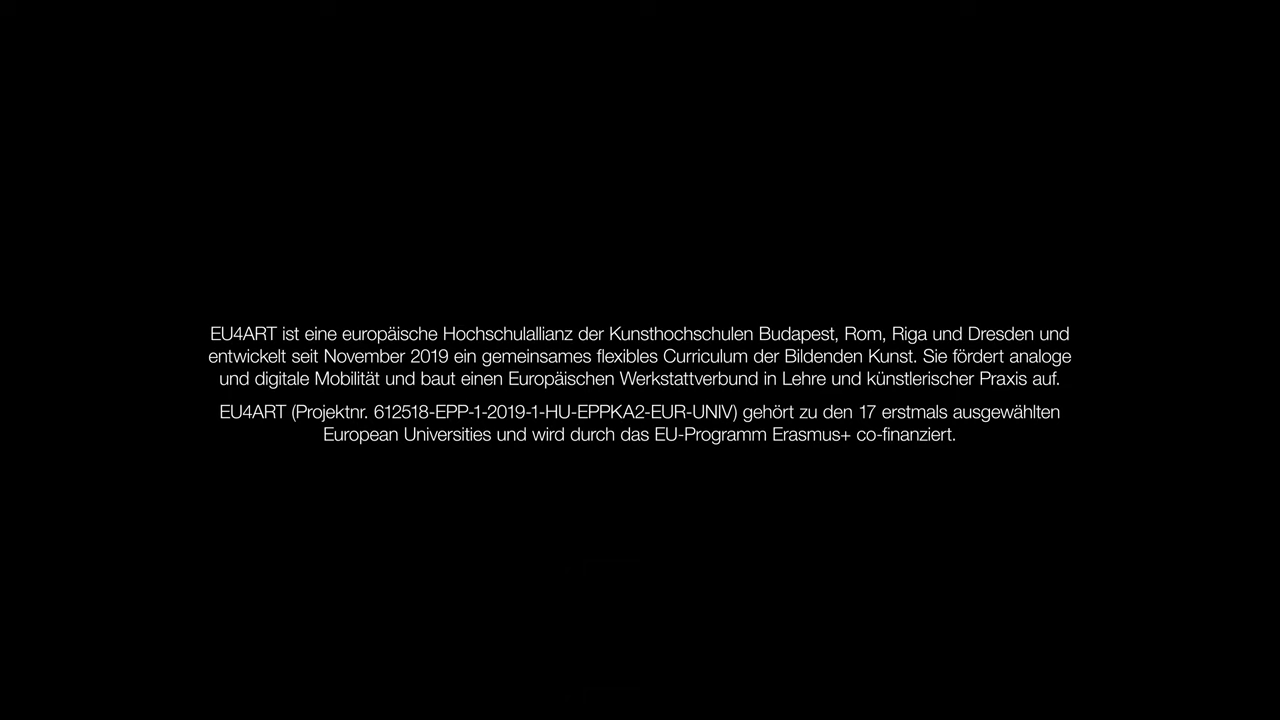 EU4ART ist eine europäische Hochschulallianz der Kunsthochschulen Budapest, Rom, Riga und Dresden und
entwickelt seit November 2019 ein gemeinsames flexibles Curriculum der Bildenden Kunst. Sie fördert analoge
und digitale Mobilität und baut einen Europäischen Werkstattverbund in Lehre und künstlerischer Praxis auf.
EU4ART (Projektnr. 612518-EPP-1-2019-1-HU-EPPKA2-EUR-UNIV) gehört zu den 17 erstmals ausgewählten
European Universities und wird durch das EU-Programm Erasmus+ co-finanziert.